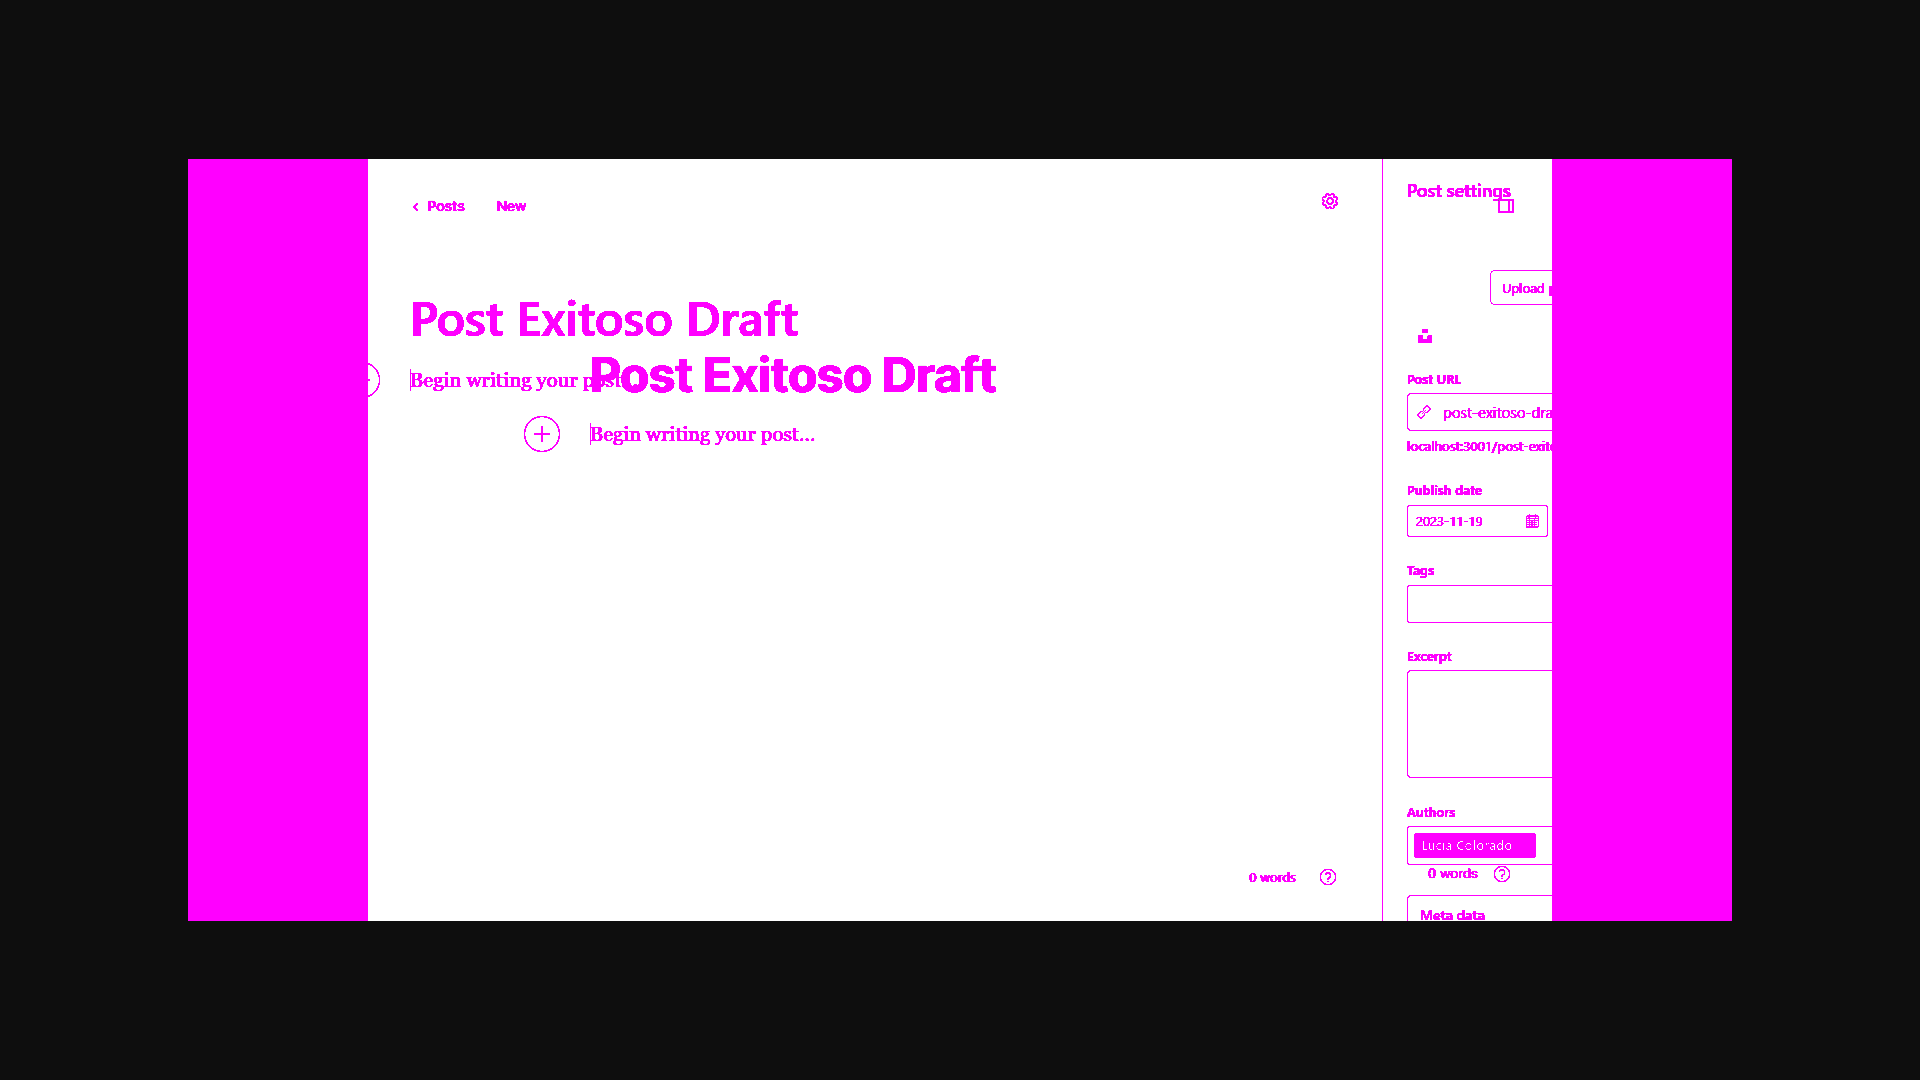 Posts New
Post settings
Upload
Post Exitoso Draft
Begin writing your post
Post Exitoso Draft
Begin writing your post...
Post URL
post-exitoso-dra
localhost:3001/post-exit
Publish date
2023-11-19
Tags
Excerpt
Authors
Lucia Colorado
0 words
0 words
Meta data